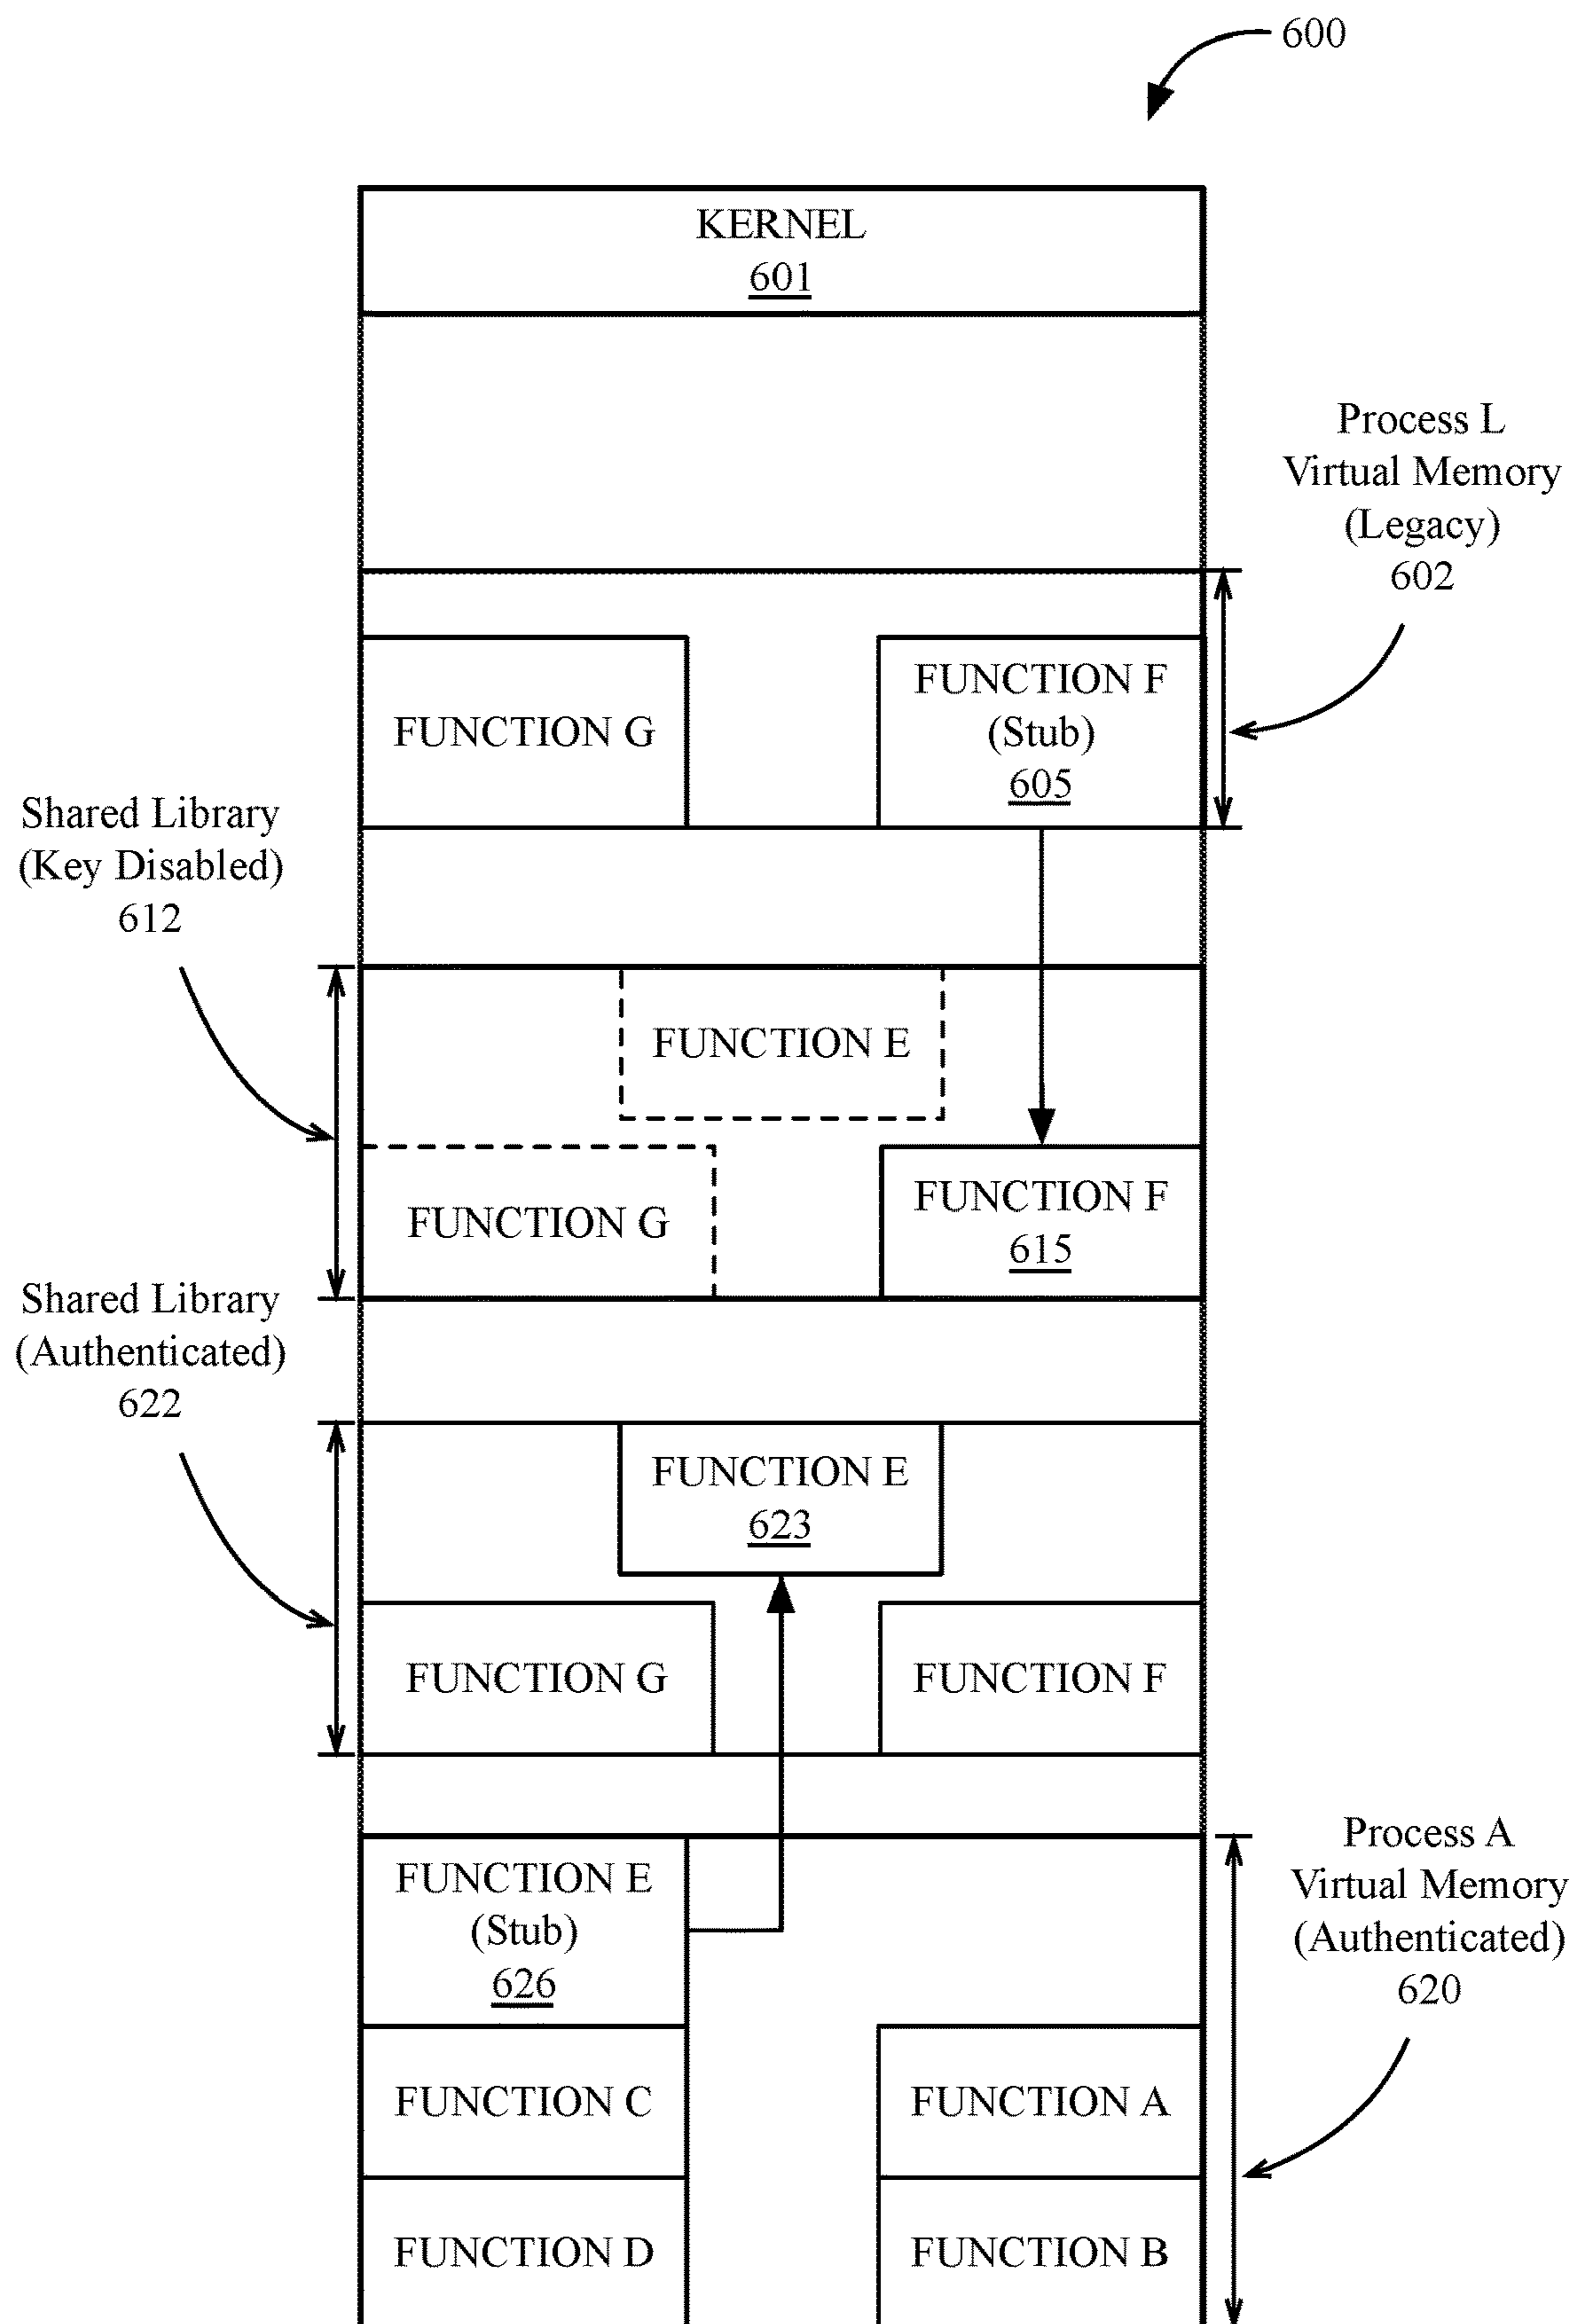 600
KERNEL
601
Process L
Virtual Memory
(Legacy)
602
FUNCTION G
FUNCTION F
(Stub)
605
Shared Library
(Key Disabled)
612
FUNCTION E
FUNCTION G
FUNCTION F
615
Shared Library
(Authenticated)
622
FUNCTION E
623
FUNCTION G
FUNCTION F
Process A
Virtual Memory
(Authenticated)
620
FUNCTION E
(Stub)
626
FUNCTION C
FUNCTION A
FUNCTION D
FUNCTION B